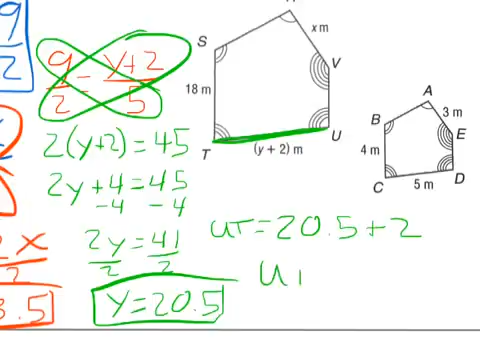 9
2
9/2 = y+2/5
2(y+2) = 45
2y+4 = 45
-4 -4
2y/2 = 41/2
y = 20.5
x
2
3.5
S
x m
V
18 m
T
(y + 2) m
U
A
B
3 m
E
4 m
C
5 m
D
UT = 20.5 + 2
U